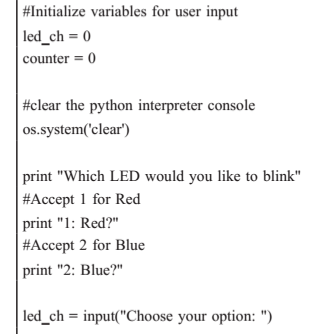 #Initialize variables for user input
led_ch = 0
counter = 0
#clear the python interpreter console
os.system('clear')
print "Which LED would you like to blink"
#Accept 1 for Red
print "1: Red?"
#Accept 2 for Blue
print "2: Blue?"
led_ch = input("Choose your option: ")